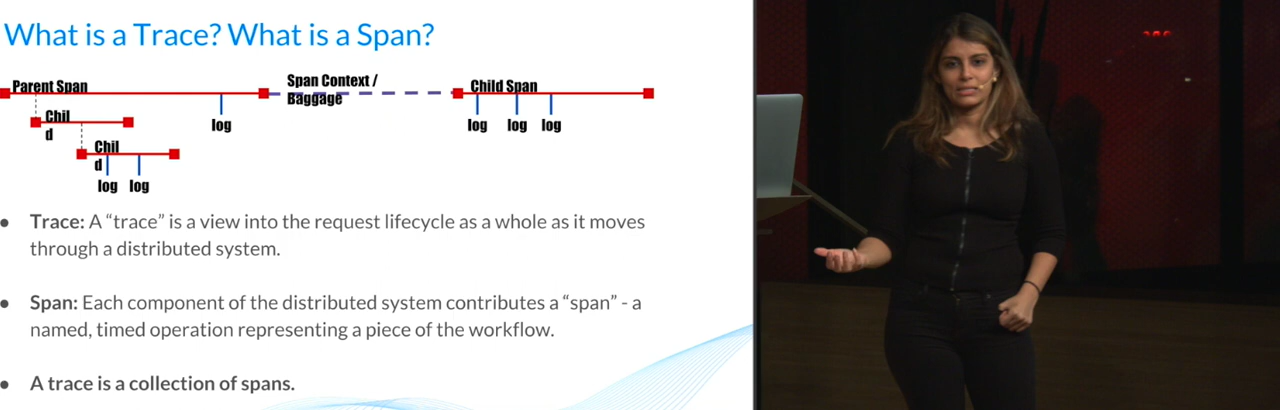 What is a Trace? What is a Span?
Parent Span
Span Context /
Baggage
Child Span
Chil
d
log
log log log
Chil
d
log log
● Trace: A “trace” is a view into the request lifecycle as a whole as it moves
through a distributed system.
● Span: Each component of the distributed system contributes a “span” - a
named, timed operation representing a piece of the workflow.
● A trace is a collection of spans.